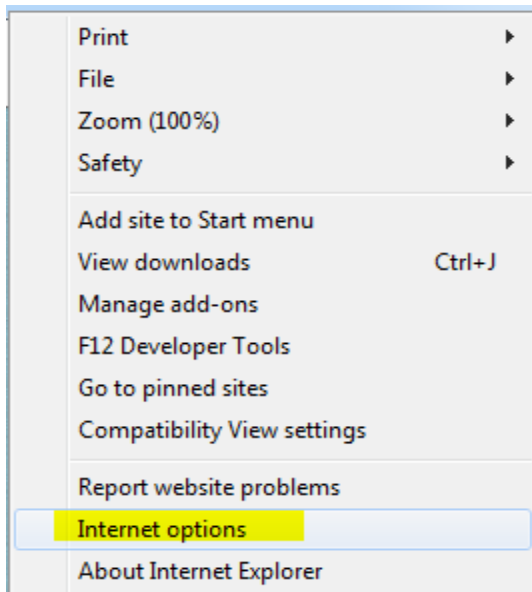 Print
File
Zoom (100%)
Safety
Add site to Start menu
View downloads Ctrl+J
Manage add-ons
F12 Developer Tools
Go to pinned sites
Compatibility View settings
Report website problems
Internet options
About Internet Explorer